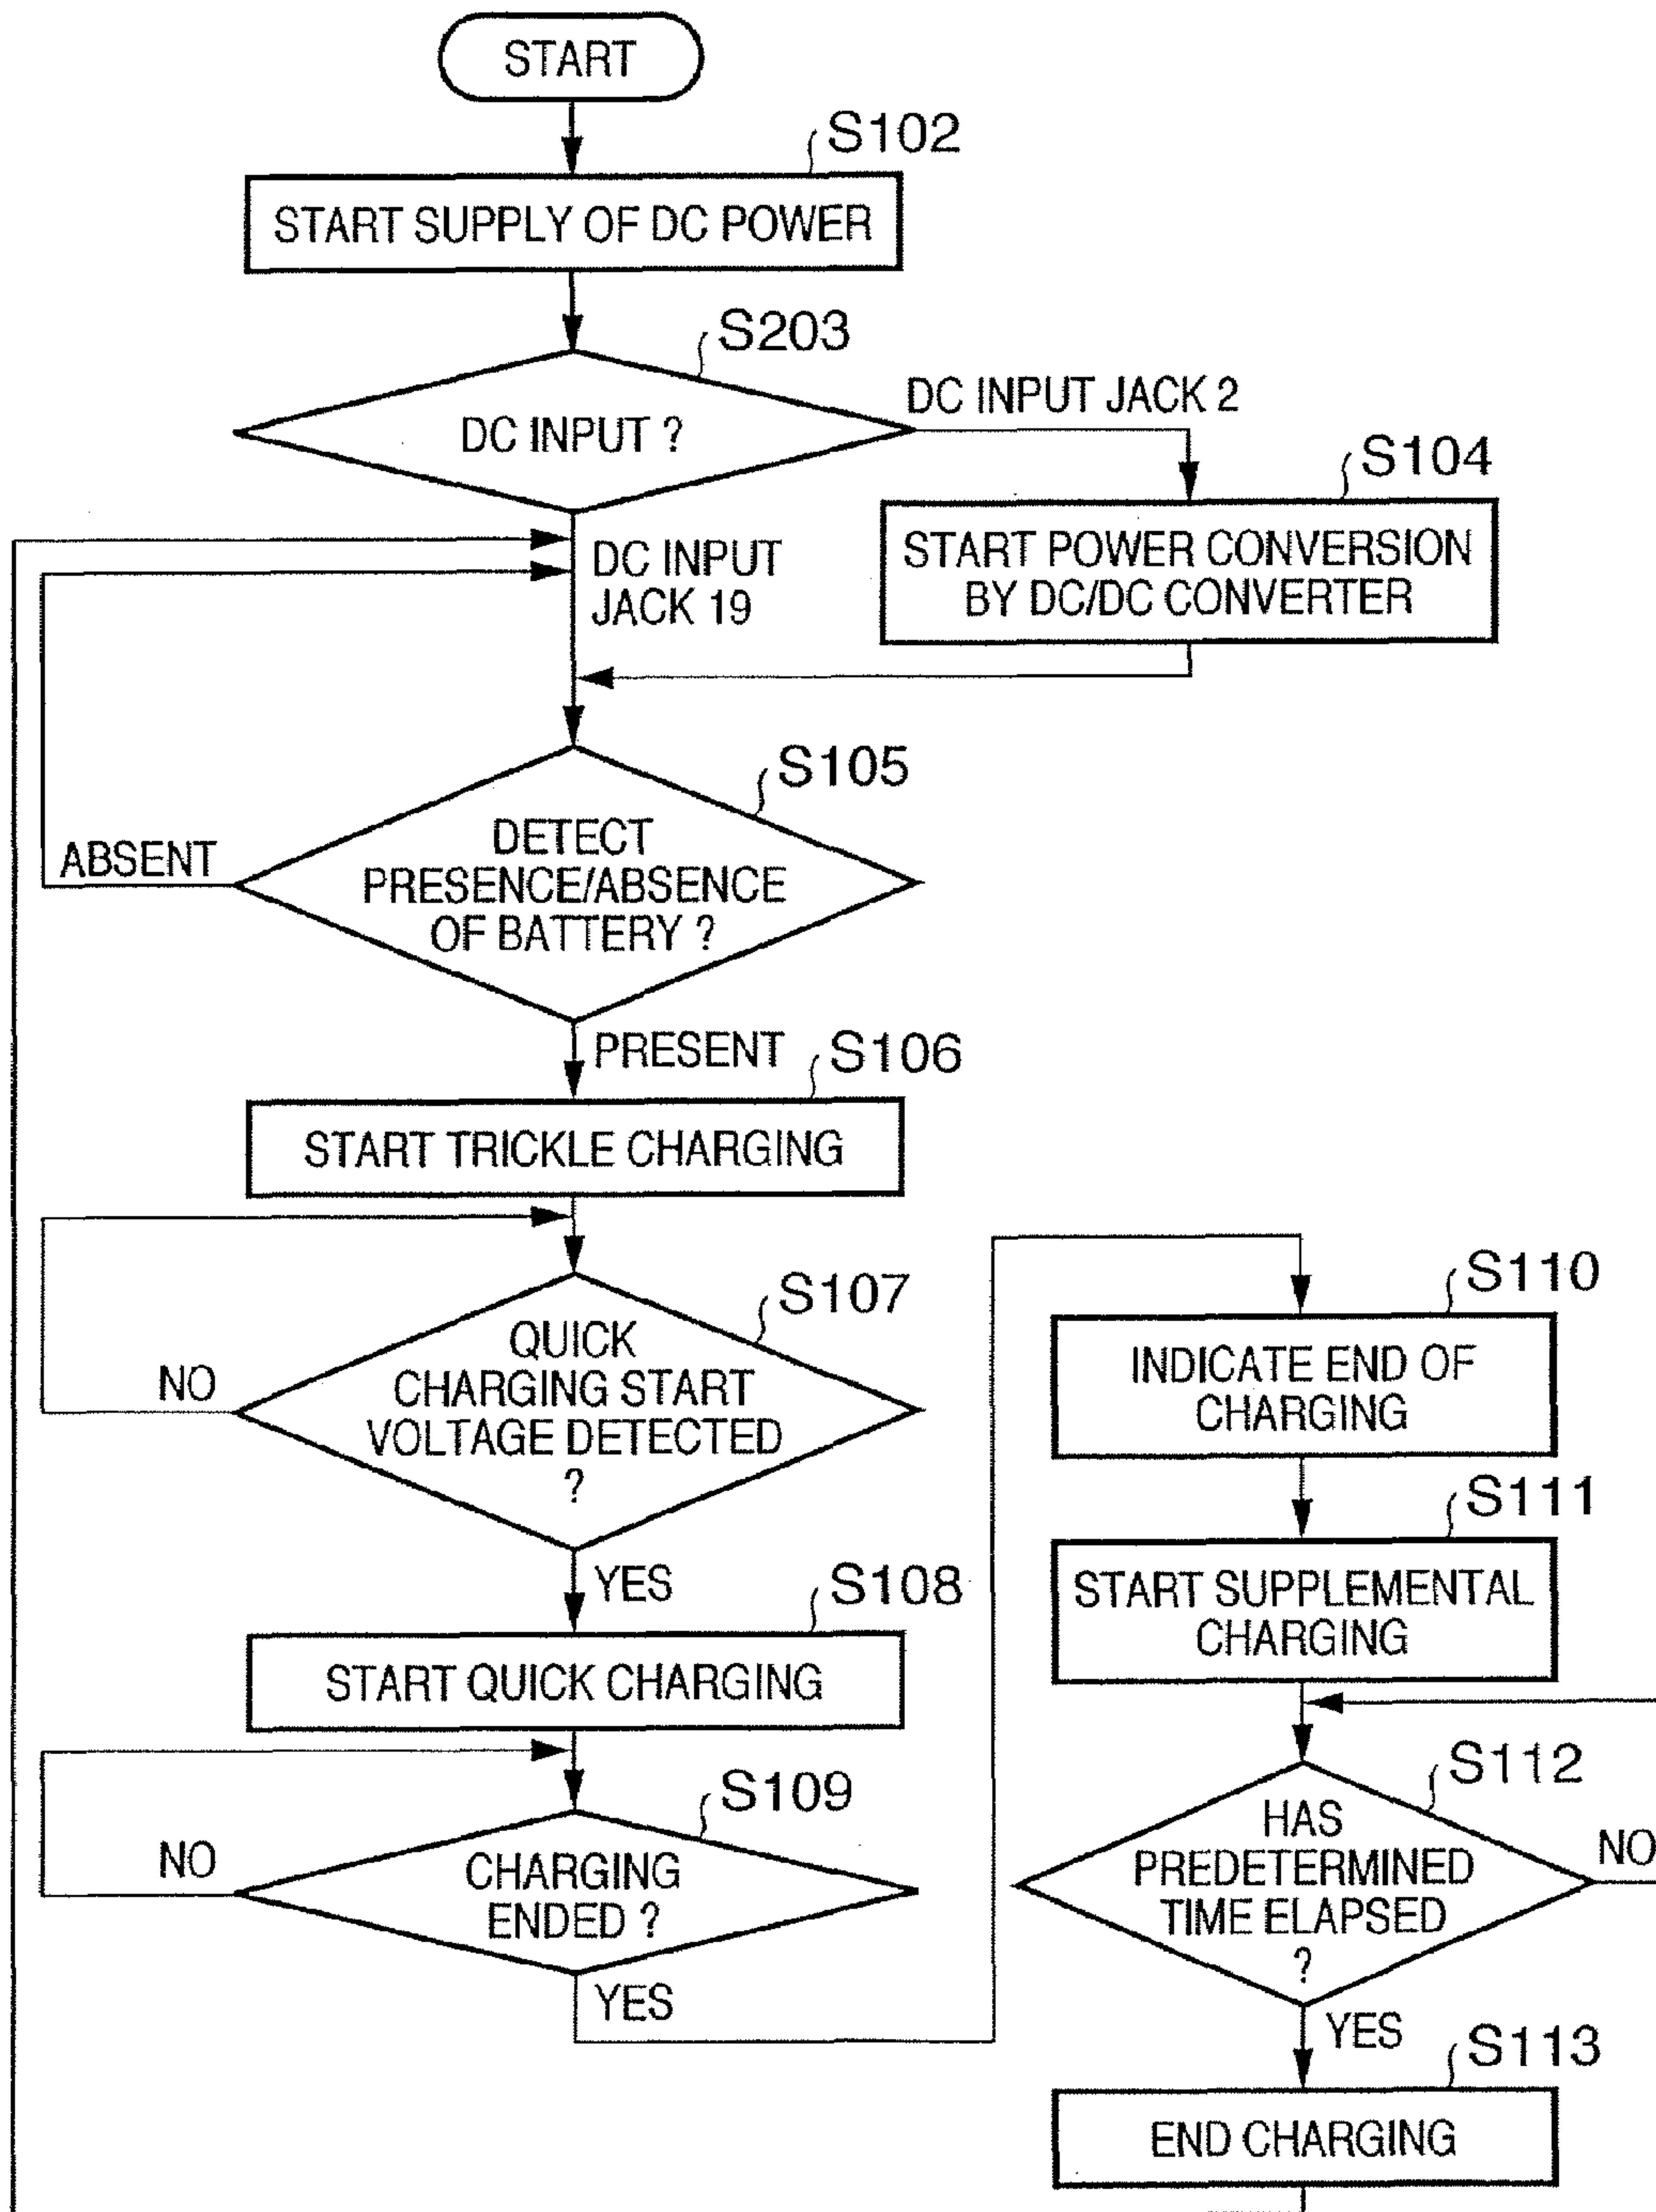 START
S102
START SUPPLY OF DC POWER
S203
DC INPUT ?
DC INPUT JACK 2
S104
START POWER CONVERSION
BY DC/DC CONVERTER
DC INPUT
JACK 19
S105
DETECT
PRESENCE/ABSENCE
OF BATTERY ?
ABSENT
PRESENT
S106
START TRICKLE CHARGING
S107
QUICK
CHARGING START
VOLTAGE DETECTED
?
NO
YES
S108
START QUICK CHARGING
S109
CHARGING
ENDED ?
NO
YES
S110
INDICATE END OF
CHARGING
S111
START SUPPLEMENTAL
CHARGING
S112
HAS
PREDETERMINED
TIME ELAPSED
?
NO
YES
S113
END CHARGING